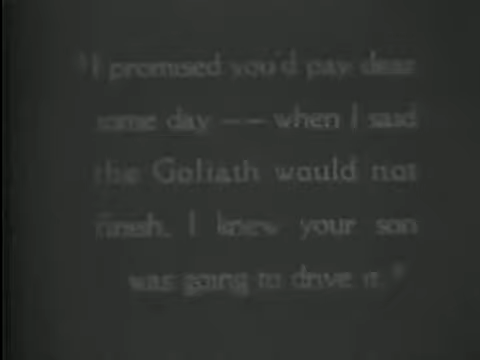 "I promised you'd pay dear
some day -- when I said
the Goliath would not
finish, I knew your son
was going to drive it."